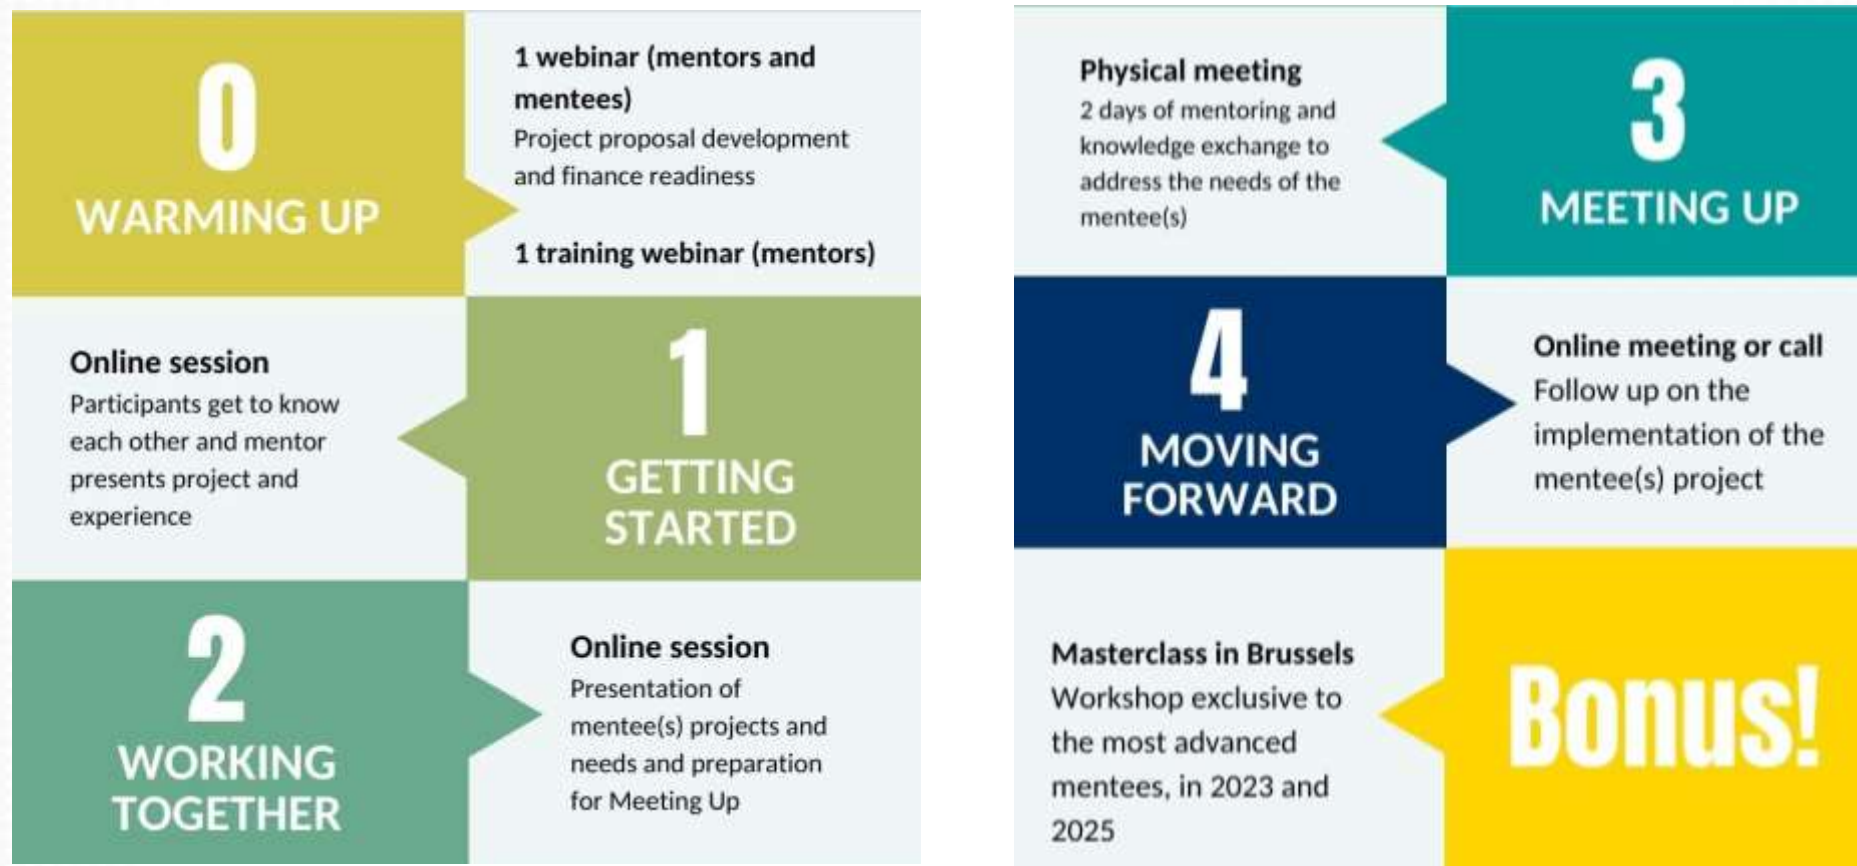 0
WARMING UP
1 webinar (mentors and
mentees)
Project proposal development
and finance readiness
1 training webinar (mentors)
Online session
Participants get to know
each other and mentor
presents project and
experience
1
GETTING
STARTED
2
WORKING
TOGETHER
Online session
Presentation of
mentee(s) projects and
needs and preparation
for Meeting Up
Physical meeting
2 days of mentoring and
knowledge exchange to
address the needs of the
mentee(s)
3
MEETING UP
4
MOVING
FORWARD
Online meeting or call
Follow up on the
implementation of the
mentee(s) project
Masterclass in Brussels
Workshop exclusive to
the most advanced
mentees, in 2023 and
2025
Bonus!